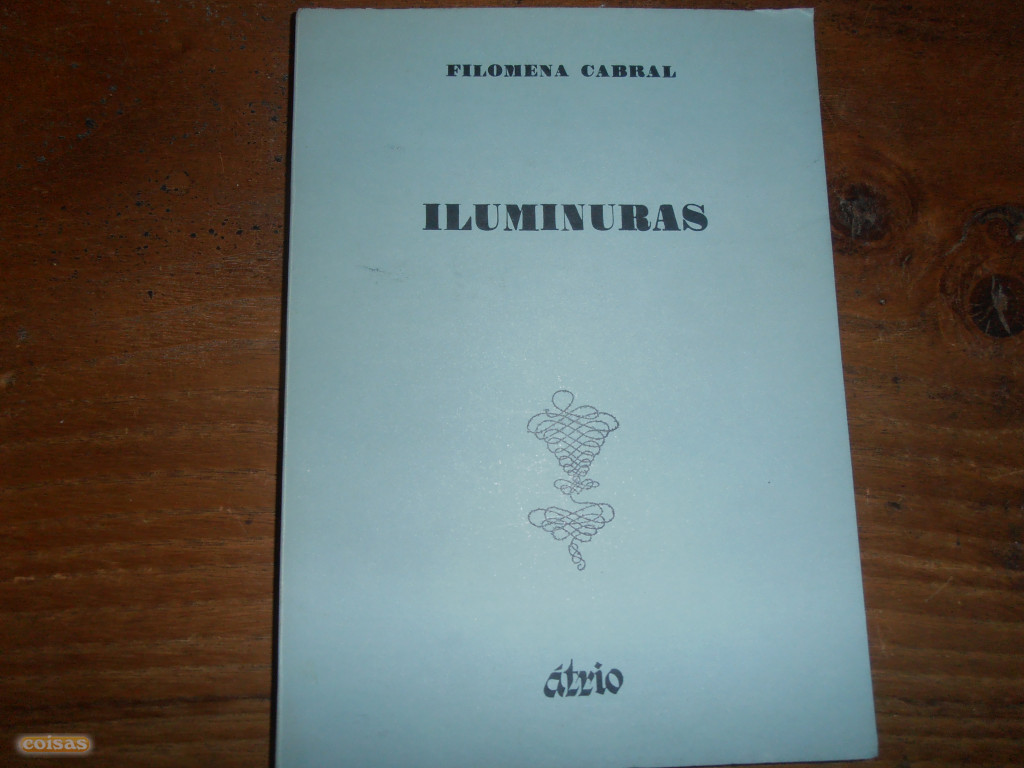 FILOMENA CABRAL
ILUMINURAS
átrio
coisas